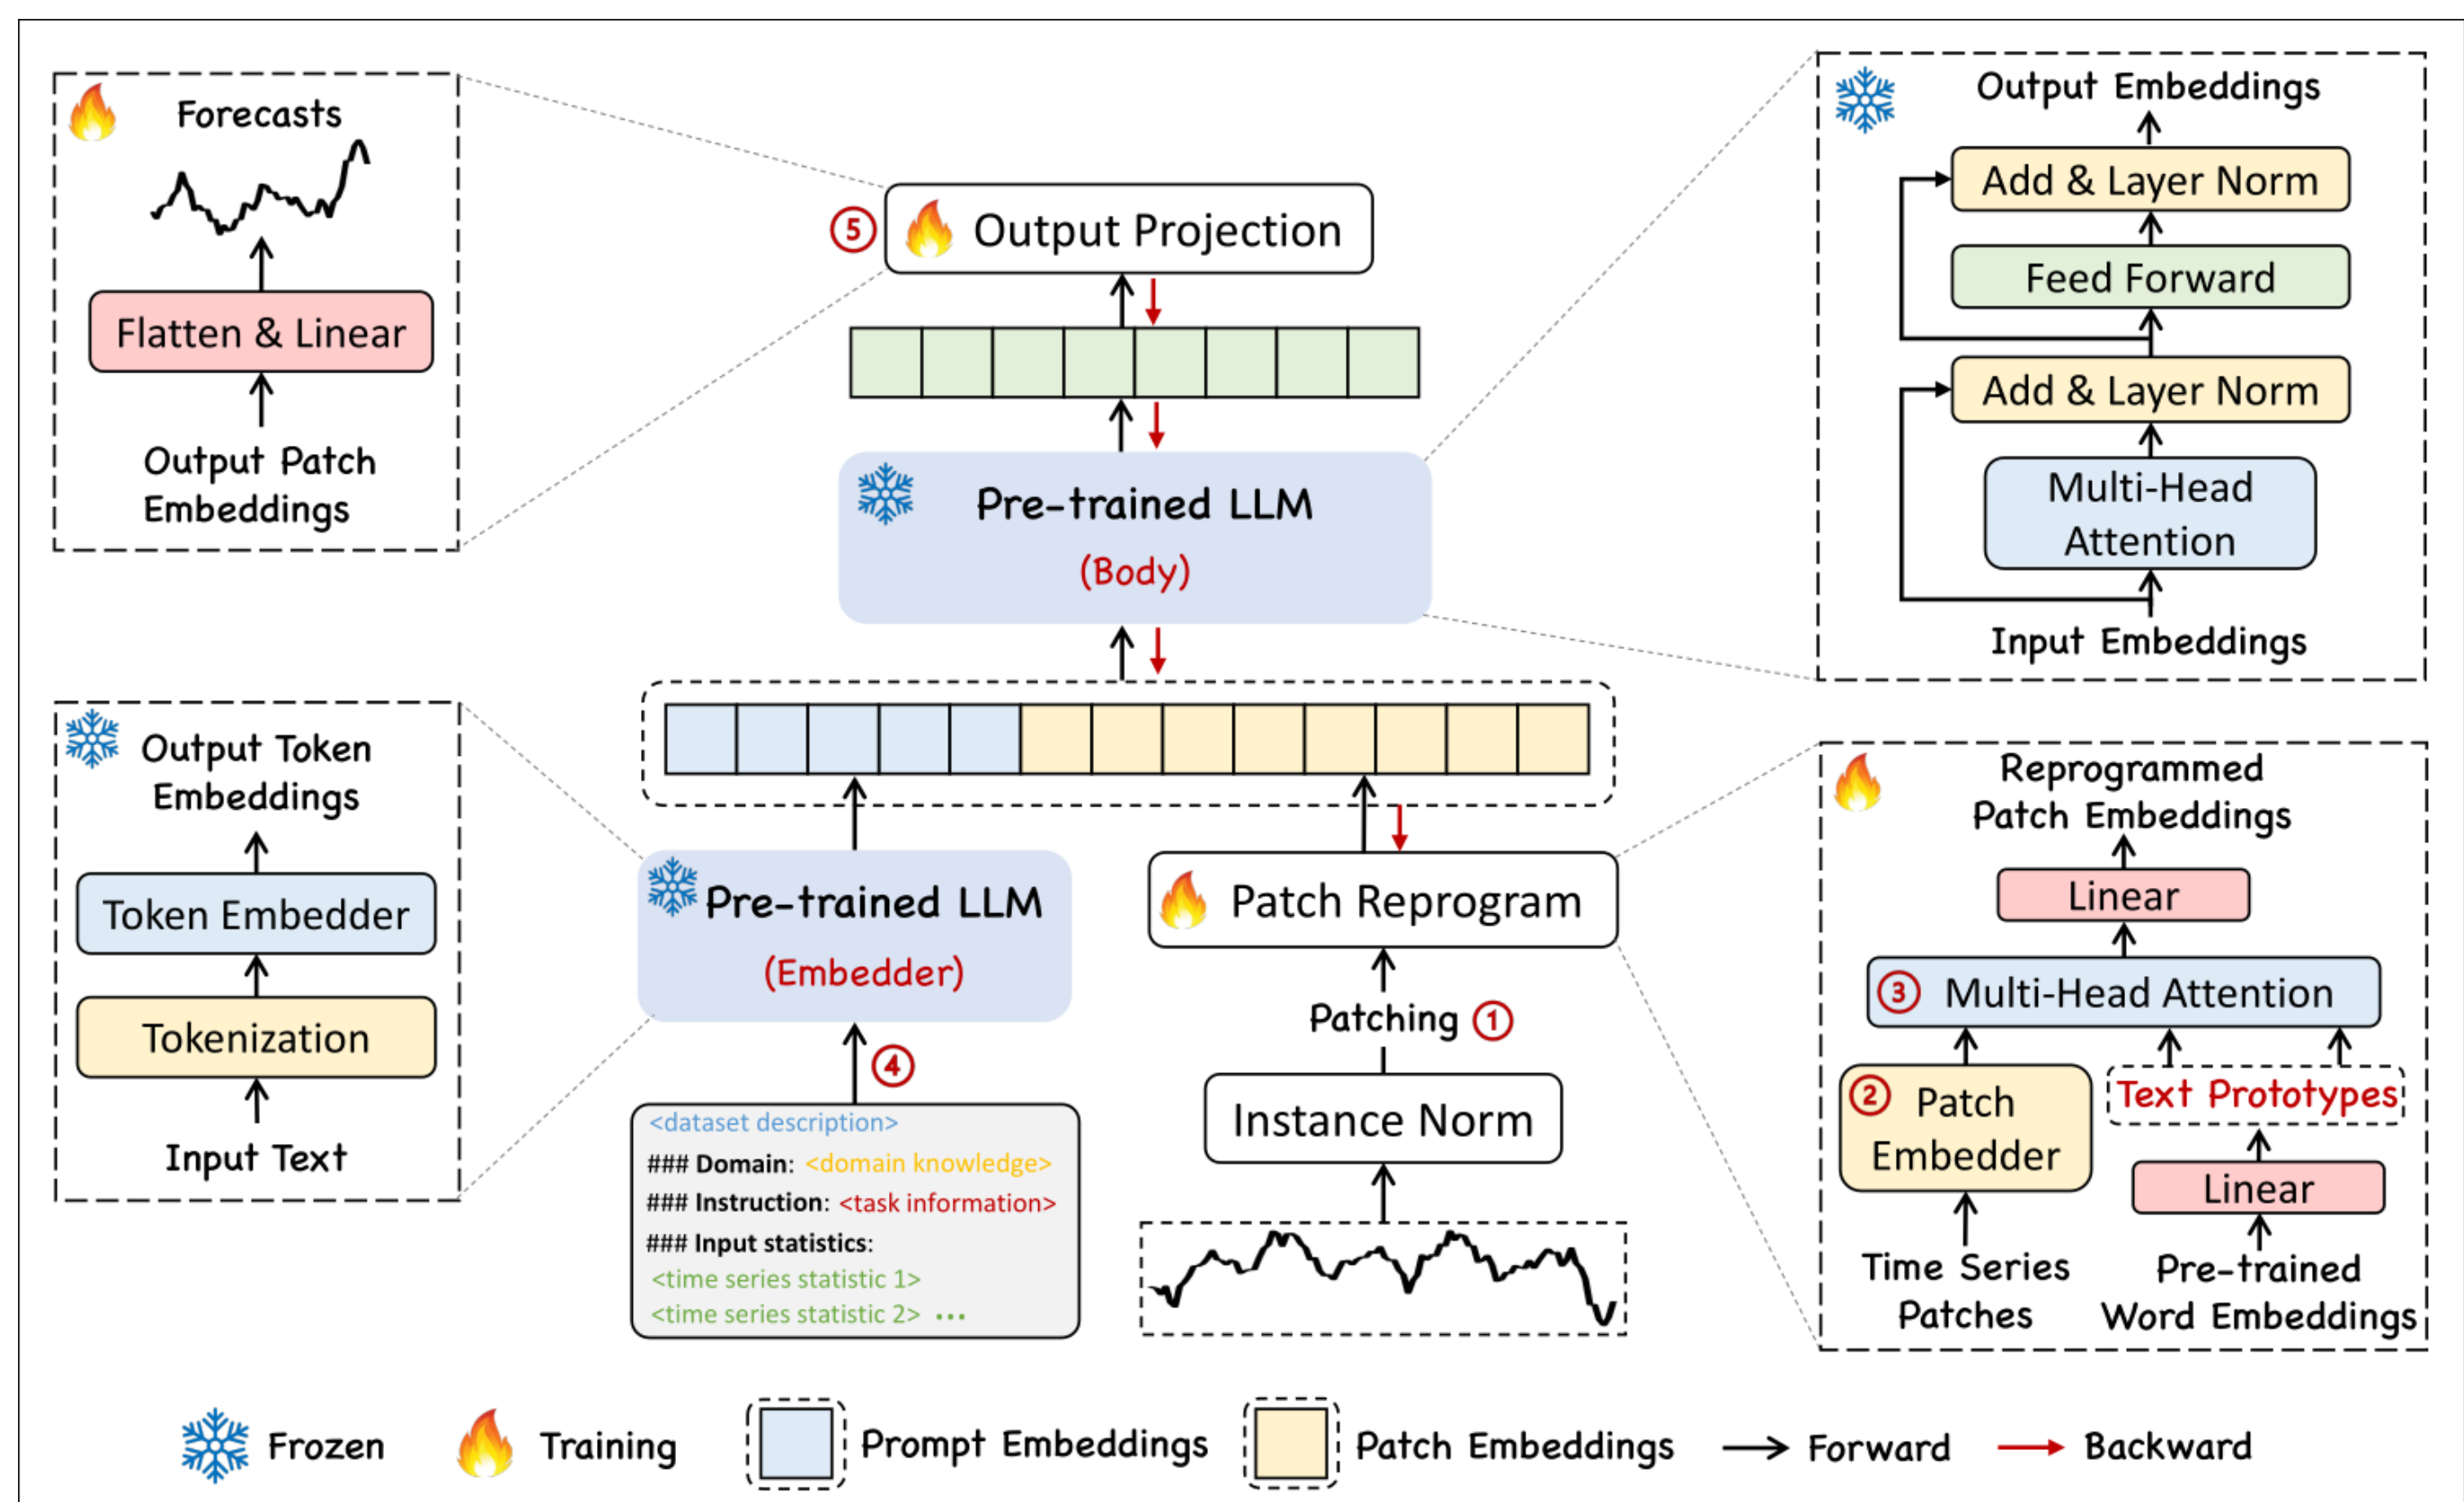 Forecasts
Flatten & Linear
Output Patch
Embeddings
⑤ Output Projection
Pre-trained LLM
(Body)
Output Embeddings
Add & Layer Norm
Feed Forward
Add & Layer Norm
Multi-Head
Attention
Input Embeddings
Output Token
Embeddings
Token Embedder
Tokenization
Input Text
Pre-trained LLM
(Embedder)
④
<dataset description>
### Domain: <domain knowledge>
### Instruction: <task information>
### Input statistics:
<time series statistic 1>
<time series statistic 2> ...
Patch Reprogram
Patching ①
Instance Norm
Reprogrammed
Patch Embeddings
Linear
③ Multi-Head Attention
② Patch
Embedder
Text Prototypes
Linear
Time Series
Patches
Pre-trained
Word Embeddings
Frozen
Training
Prompt Embeddings
Patch Embeddings
Forward
Backward